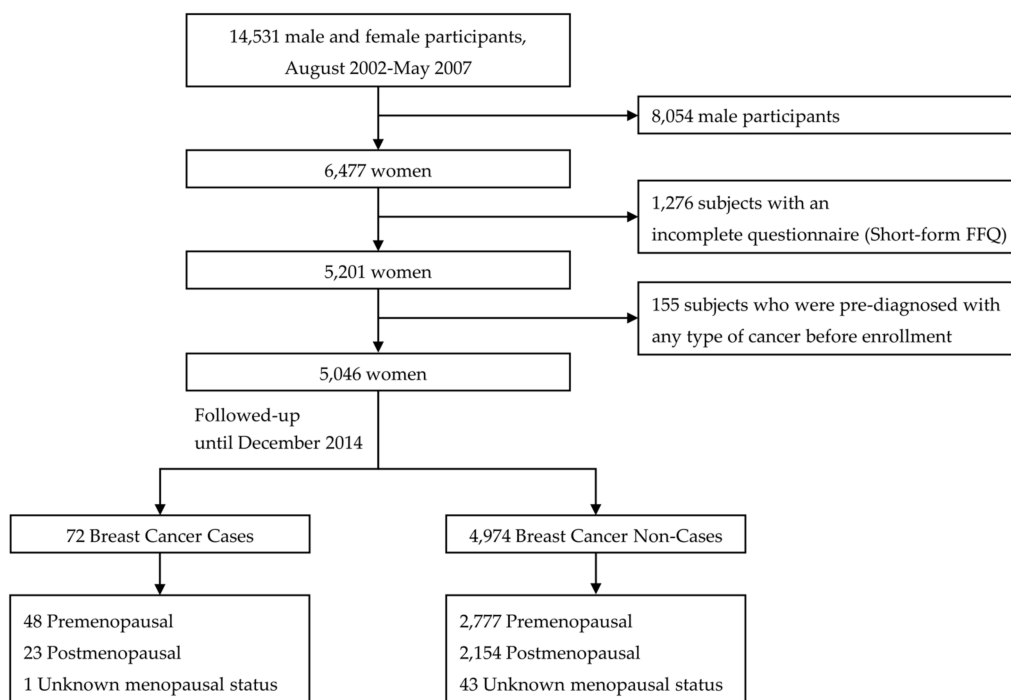 14,531 male and female participants,
August 2002-May 2007
8,054 male participants
6,477 women
1,276 subjects with an
incomplete questionnaire (Short-form FFQ)
5,201 women
155 subjects who were pre-diagnosed with
any type of cancer before enrollment
5,046 women
Followed-up
until December 2014
72 Breast Cancer Cases
4,974 Breast Cancer Non-Cases
48 Premenopausal
23 Postmenopausal
1 Unknown menopausal status
2,777 Premenopausal
2,154 Postmenopausal
43 Unknown menopausal status